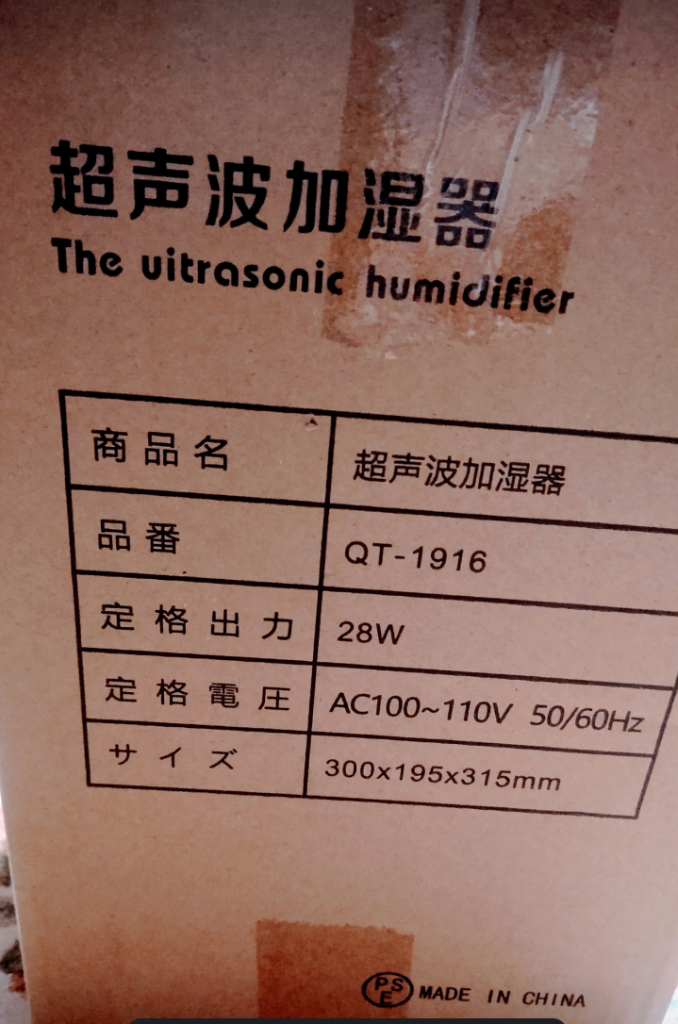 超声波加湿器
The uitrasonic humidifier
商品名 超声波加湿器
品番 QT-1916
定格出力 28W
定格電圧 AC100~110V 50/60Hz
サイズ 300x195x315mm
PSE MADE IN CHINA